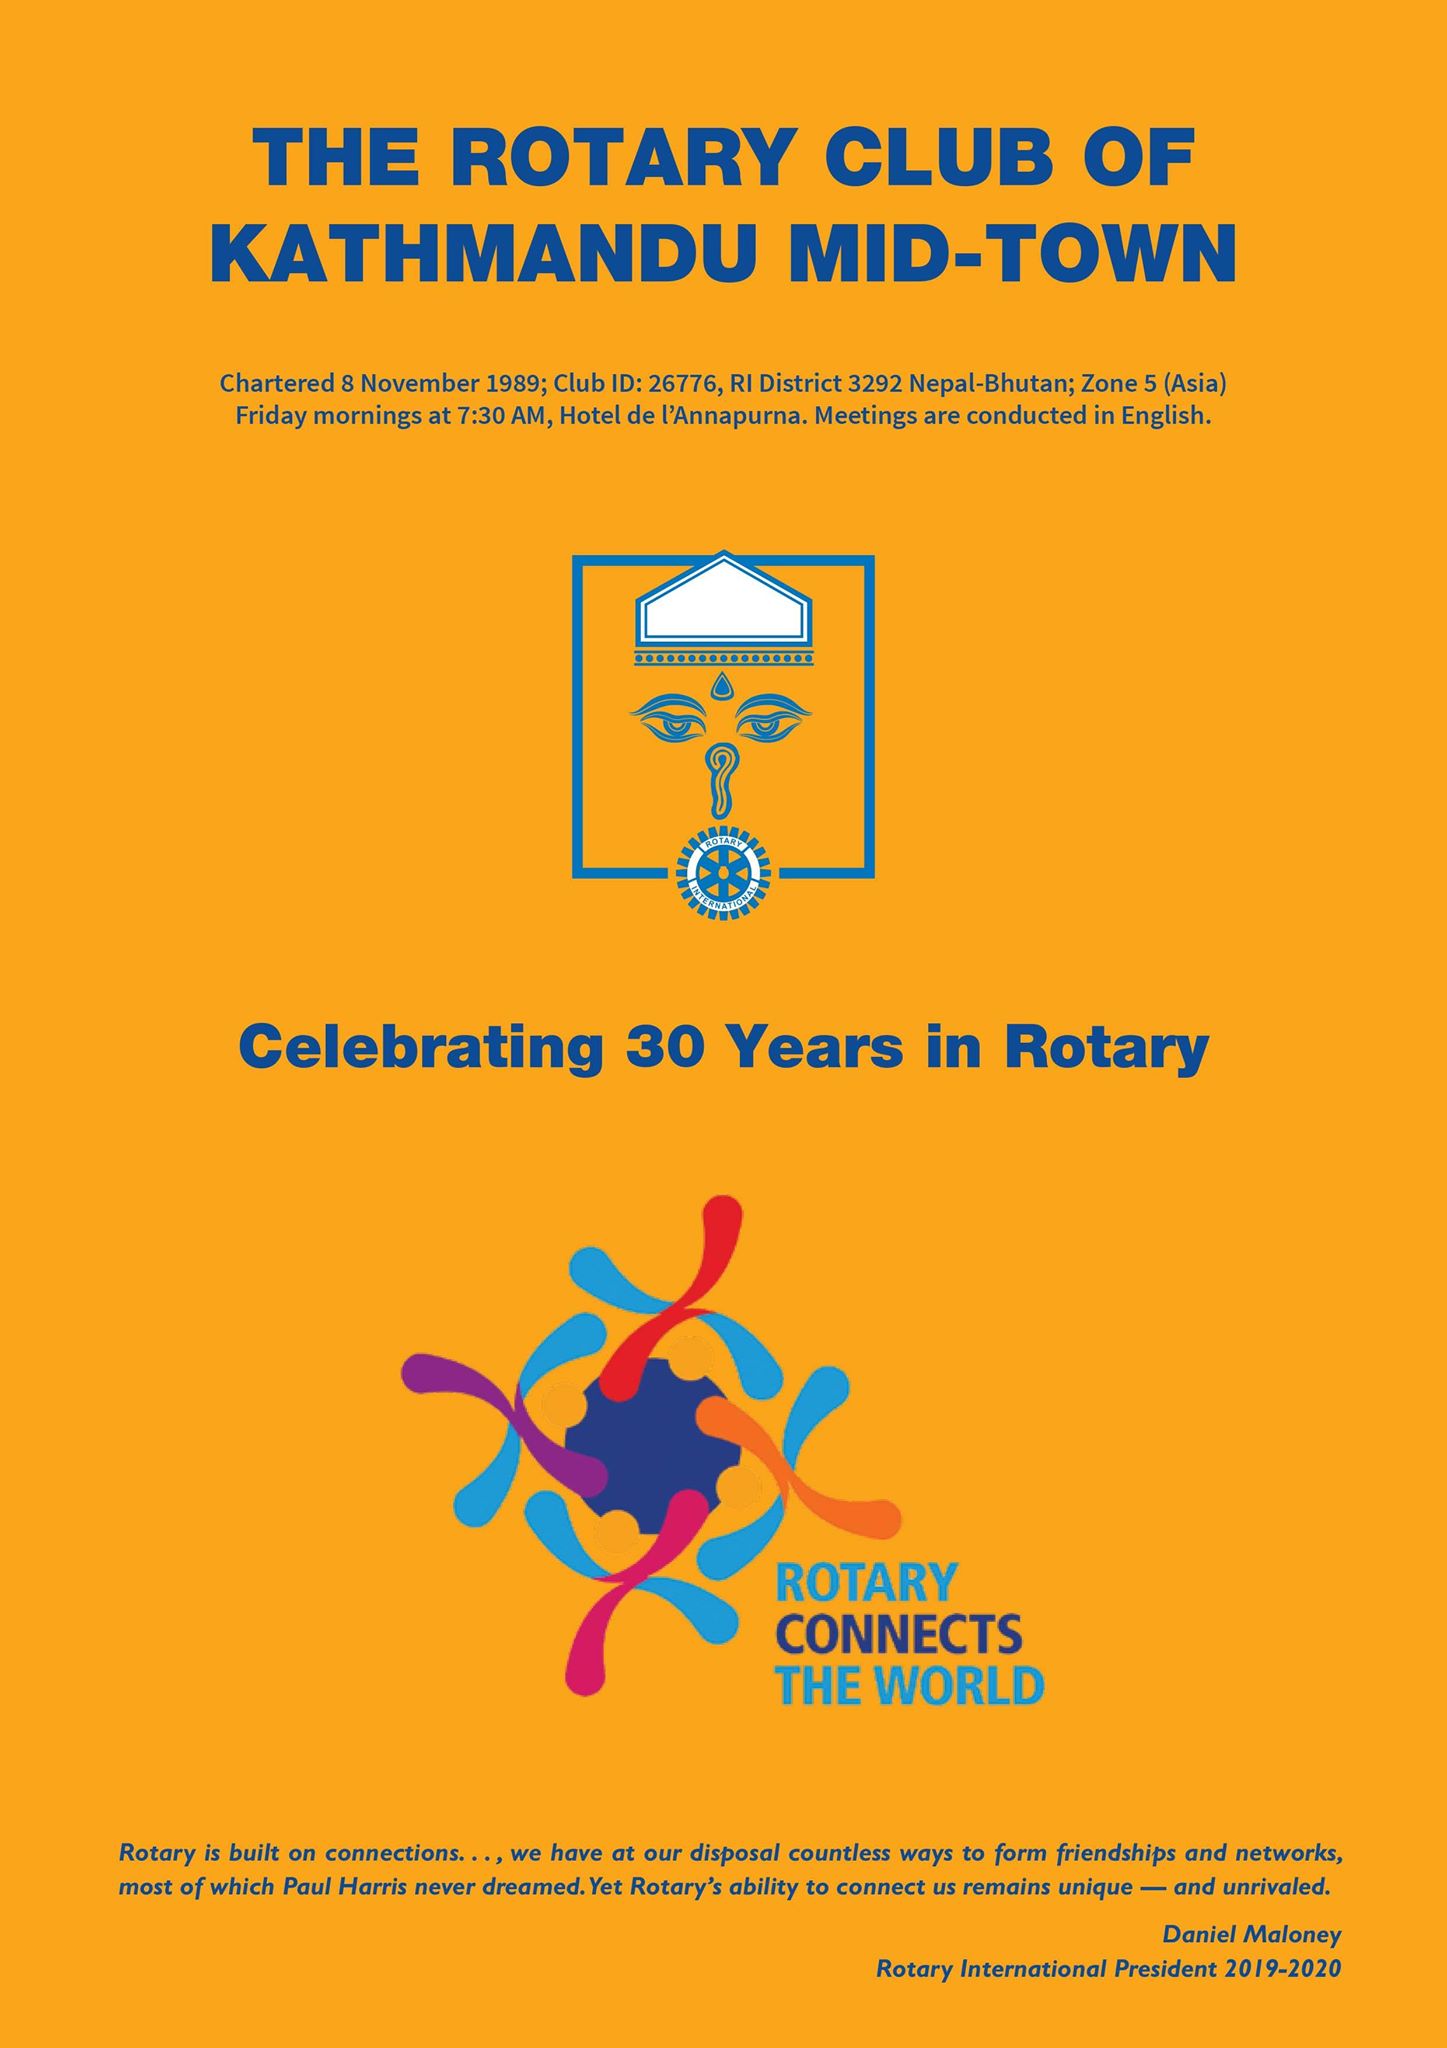 THE ROTARY CLUB OF
KATHMANDU MID-TOWN
Chartered 8 November 1989; Club ID: 26776, RI District 3292 Nepal-Bhutan; Zone 5 (Asia)
Friday mornings at 7:30 AM, Hotel de l’Annapurna. Meetings are conducted in English.
ROTARY
INTERNATIONAL
Celebrating 30 Years in Rotary
ROTARY
CONNECTS
THE WORLD
Rotary is built on connections. . . , we have at our disposal countless ways to form friendships and networks,
most of which Paul Harris never dreamed. Yet Rotary’s ability to connect us remains unique — and unrivaled.
Daniel Maloney
Rotary International President 2019-2020